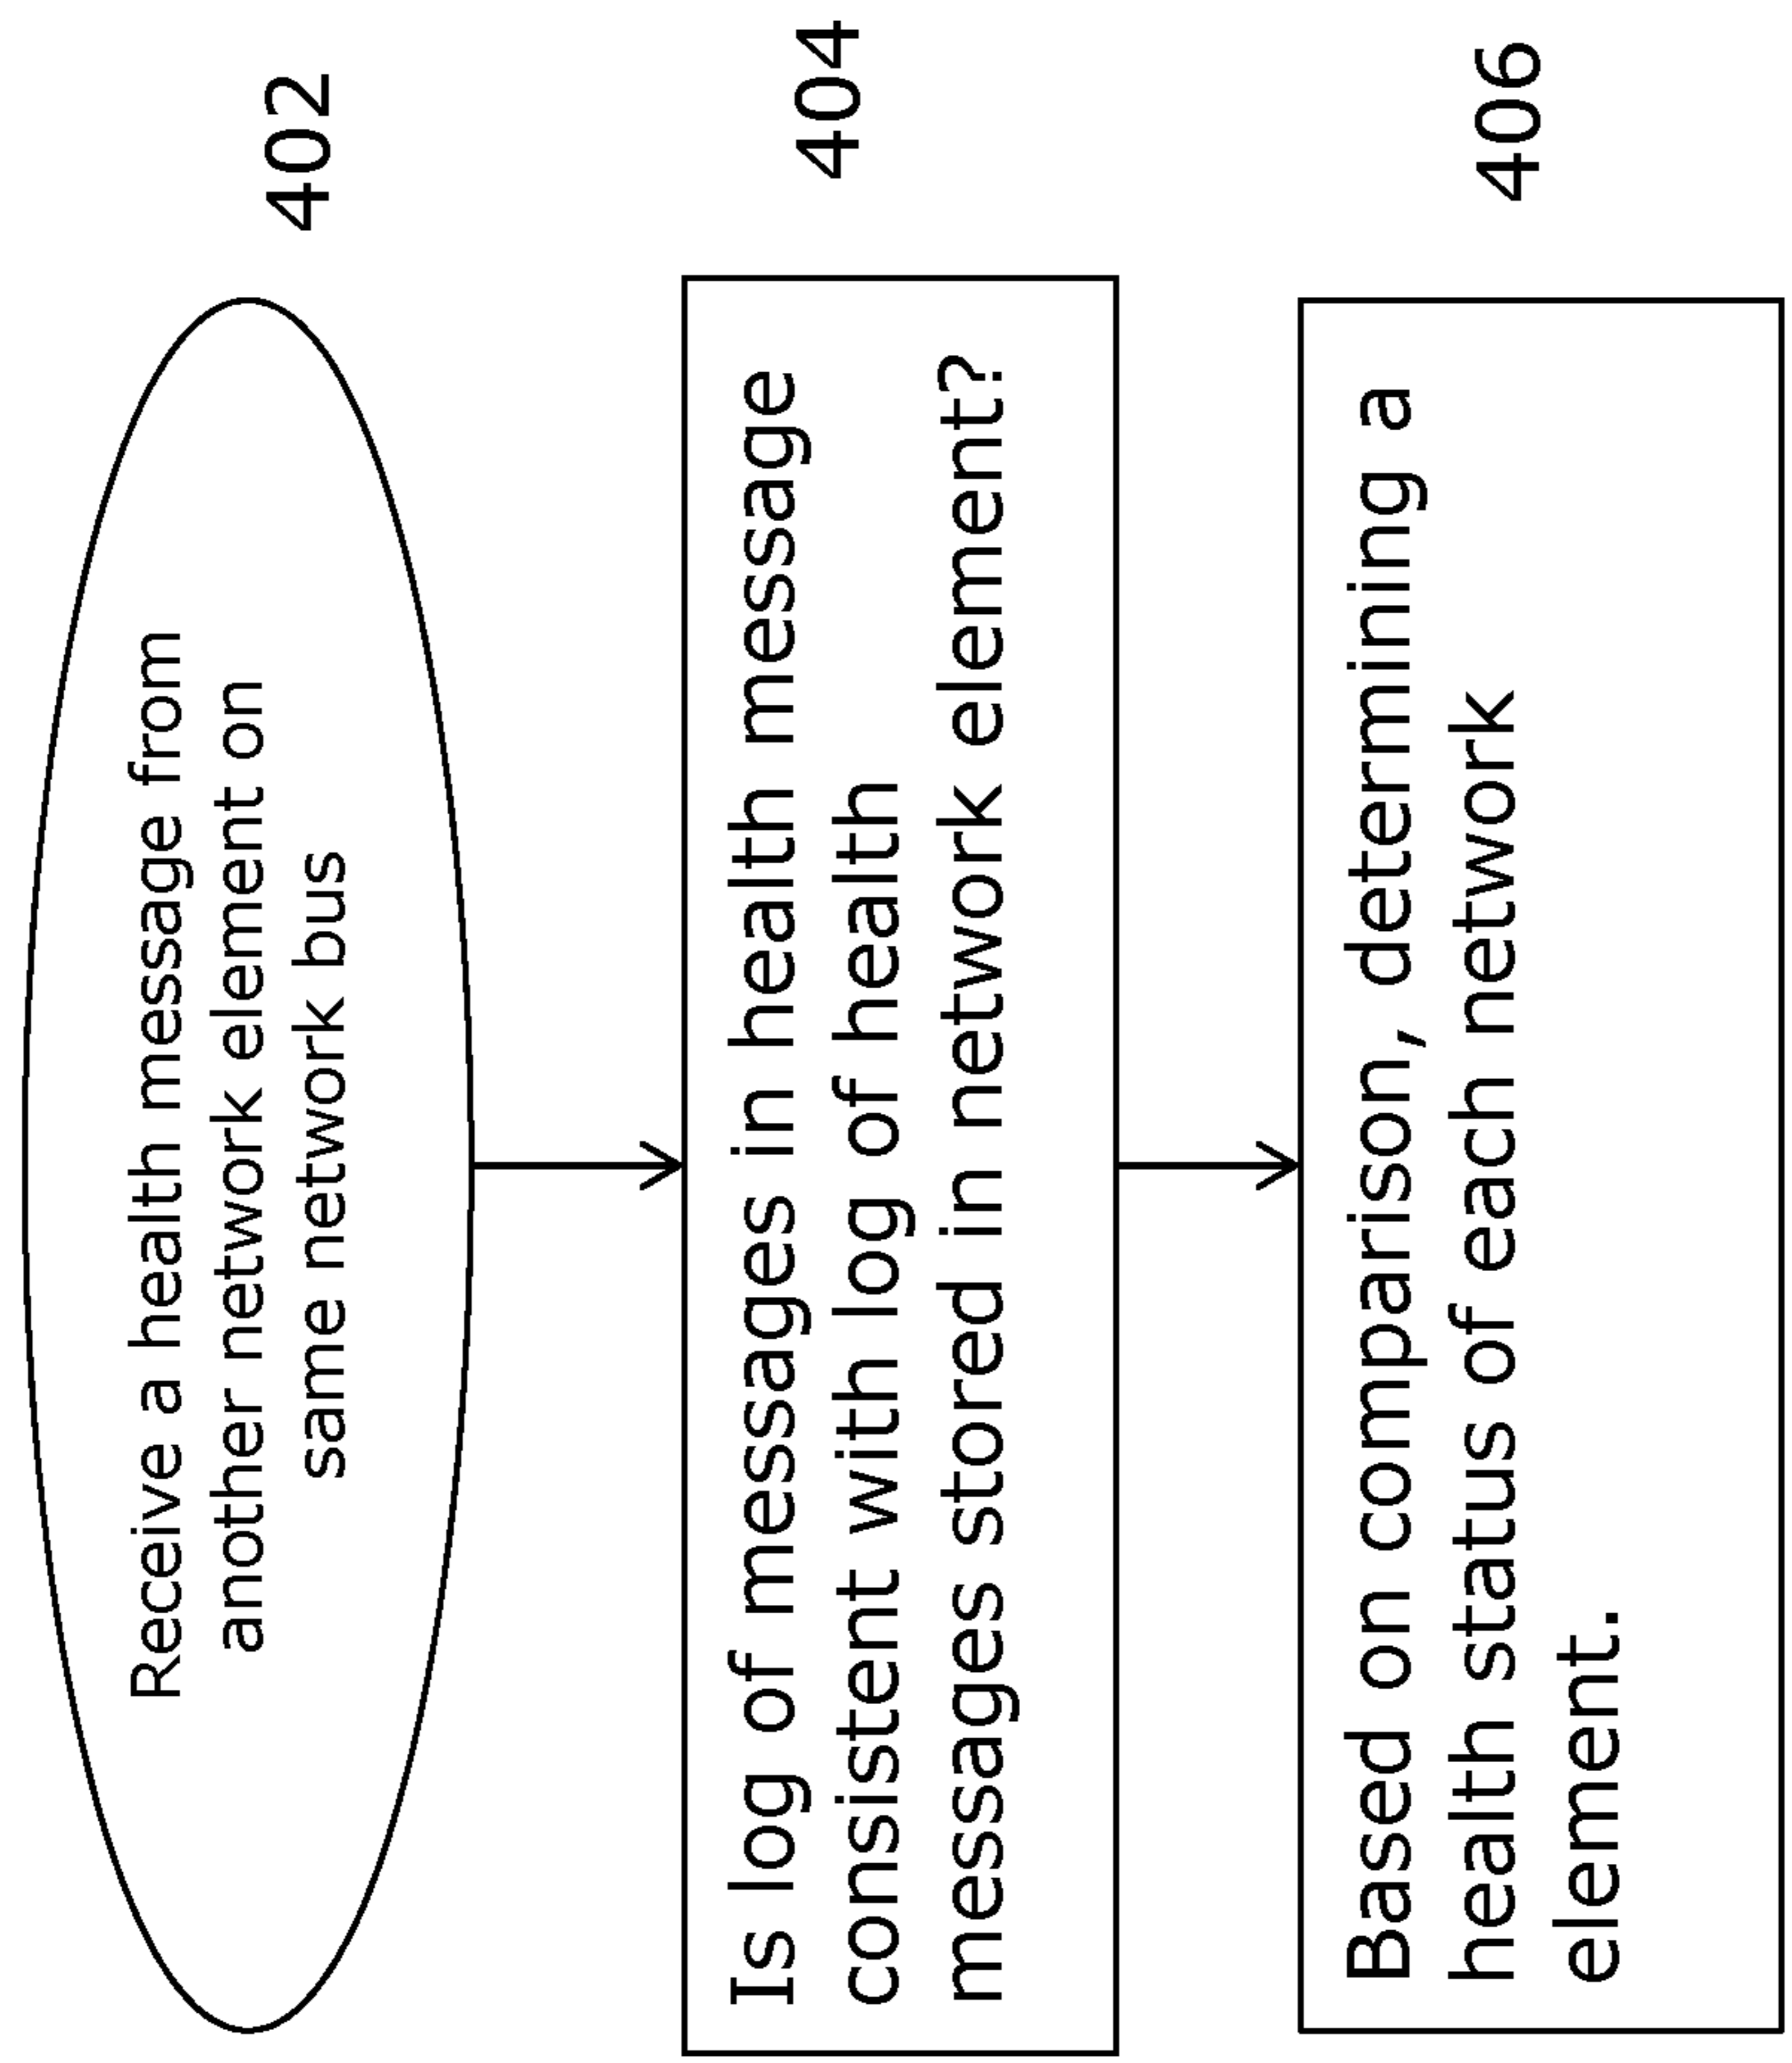 Receive a health message from
another network element on
same network bus
402
Is log of messages in health message
consistent with log of health
messages stored in network element?
404
Based on comparison, determining a
health status of each network
element.
406